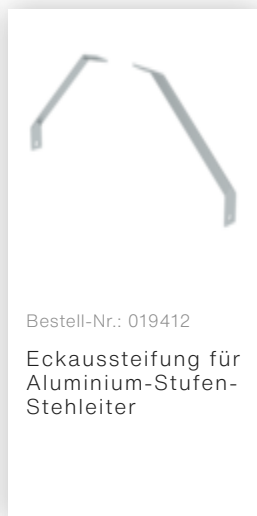 Bestell-Nr.: 019412
Eckaussteifung für
Aluminium-Stufen-
Stehleiter